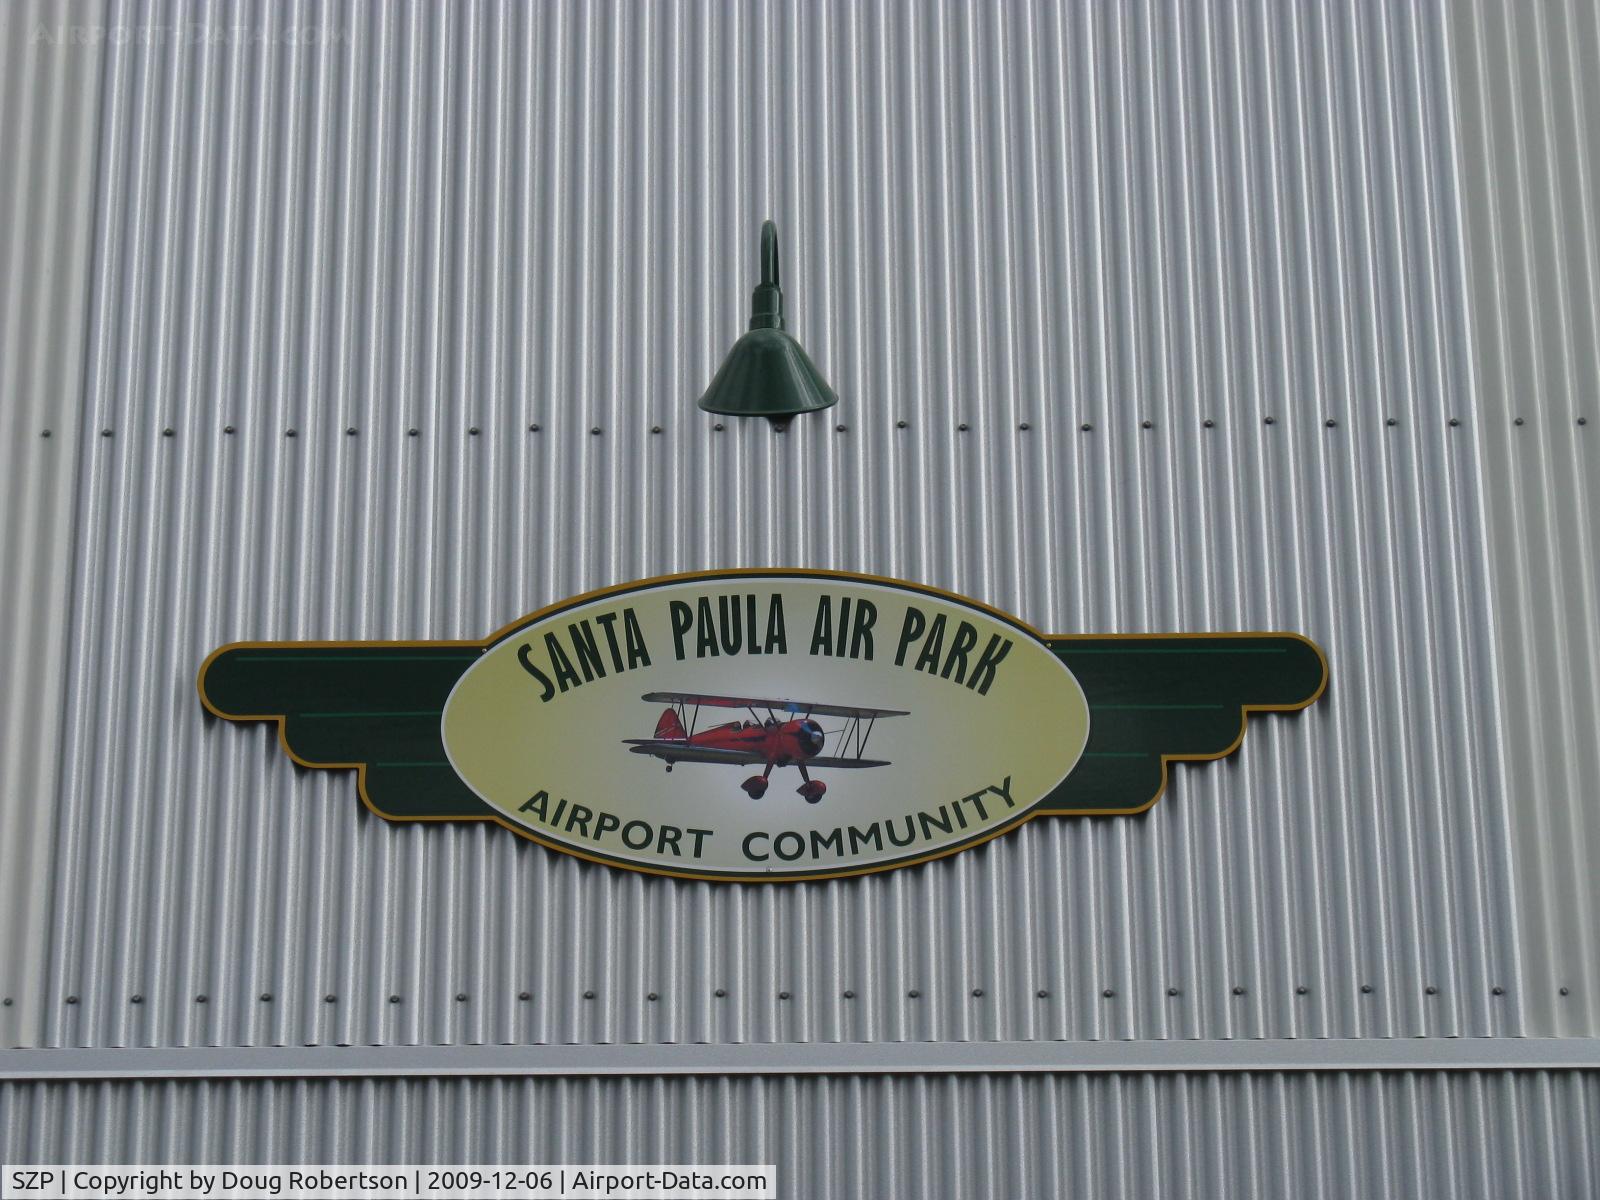 AIRPORT-DATA.COM
SANTA PAULA AIR PARK
AIRPORT COMMUNITY
SZP | Copyright by Doug Robertson | 2009-12-06 | Airport-Data.com